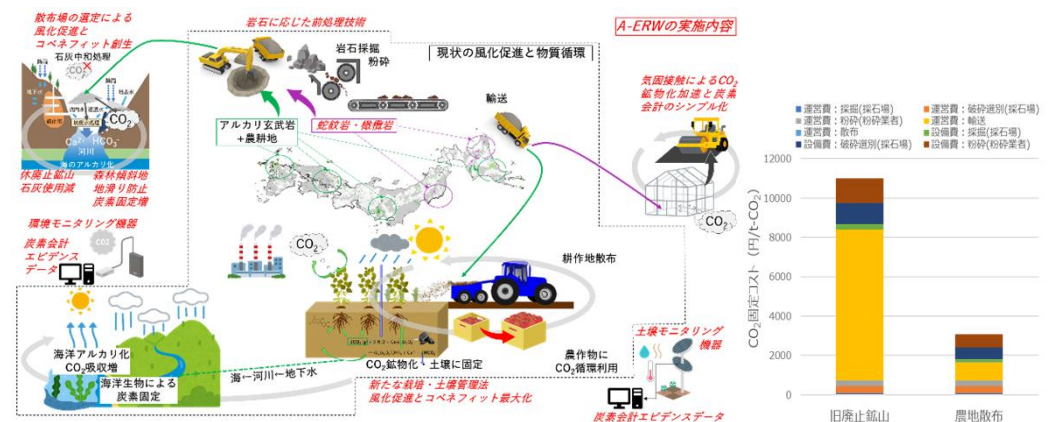 A-ERWの実施内容
散布場の選定による
風化促進と
コベネフィット創生
石灰中和処理
CO₂
地下水
CO₂
Ca²⁺ HCO₃⁻
河川
海のアルカリ化
休廃止鉱山
石灰使用減
森林傾斜地
地滑り防止
炭素固定増
岩石に応じた前処理技術
岩石採掘
粉砕
現状の風化促進と物質循環
輸送
アルカリ玄武岩
+農耕地
蛇紋岩・橄欖岩
気固接触によるCO₂
鉱物化加速と炭素
会計のシンプル化
CO₂
環境モニタリング機器
CO2
炭素会計
エビデンス
データ
CO₂
耕作地散布
海洋アルカリ化
CO₂吸収増
海洋生物による
炭素固定
海ー河川ー地下水
CO₂鉱物化・土壌に固定
農作物に
CO₂循環利用
新たな栽培・土壌管理法
風化促進とコベネフィット最大化
土壌モニタリング
機器
炭素会計エビデンスデータ
運営費；採掘(採石場)
運営費；破砕選別(採石場)
運営費；粉砕(粉砕業者)
運営費；輸送
運営費；散布
設備費；採掘(採石場)
設備費；破砕選別(採石場)
設備費；粉砕(粉砕業者)
CO₂固定コスト (円/t-CO₂)
12000
10000
8000
6000
4000
2000
0
旧廃止鉱山
農地散布